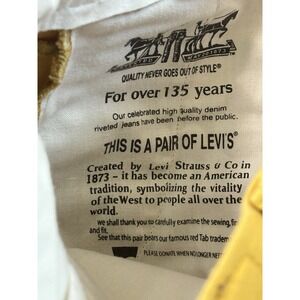 QUALITY NEVER GOES OUT OF STYLE®
For over 135 years
Our celebrated high quality denim
riveted jeans have been before the public.
THIS IS A PAIR OF LEVI'S®
Created by Levi Strauss & Co in
1873 - it has become an American
tradition, symbolizing the vitality
of the West to people all over the
world.
we shall thank you to carefully examine the sewing, fin
and fit.
See that this pair bears our famous red Tab tradem
PLEASE DONATE WHEN NO LONGER NEE